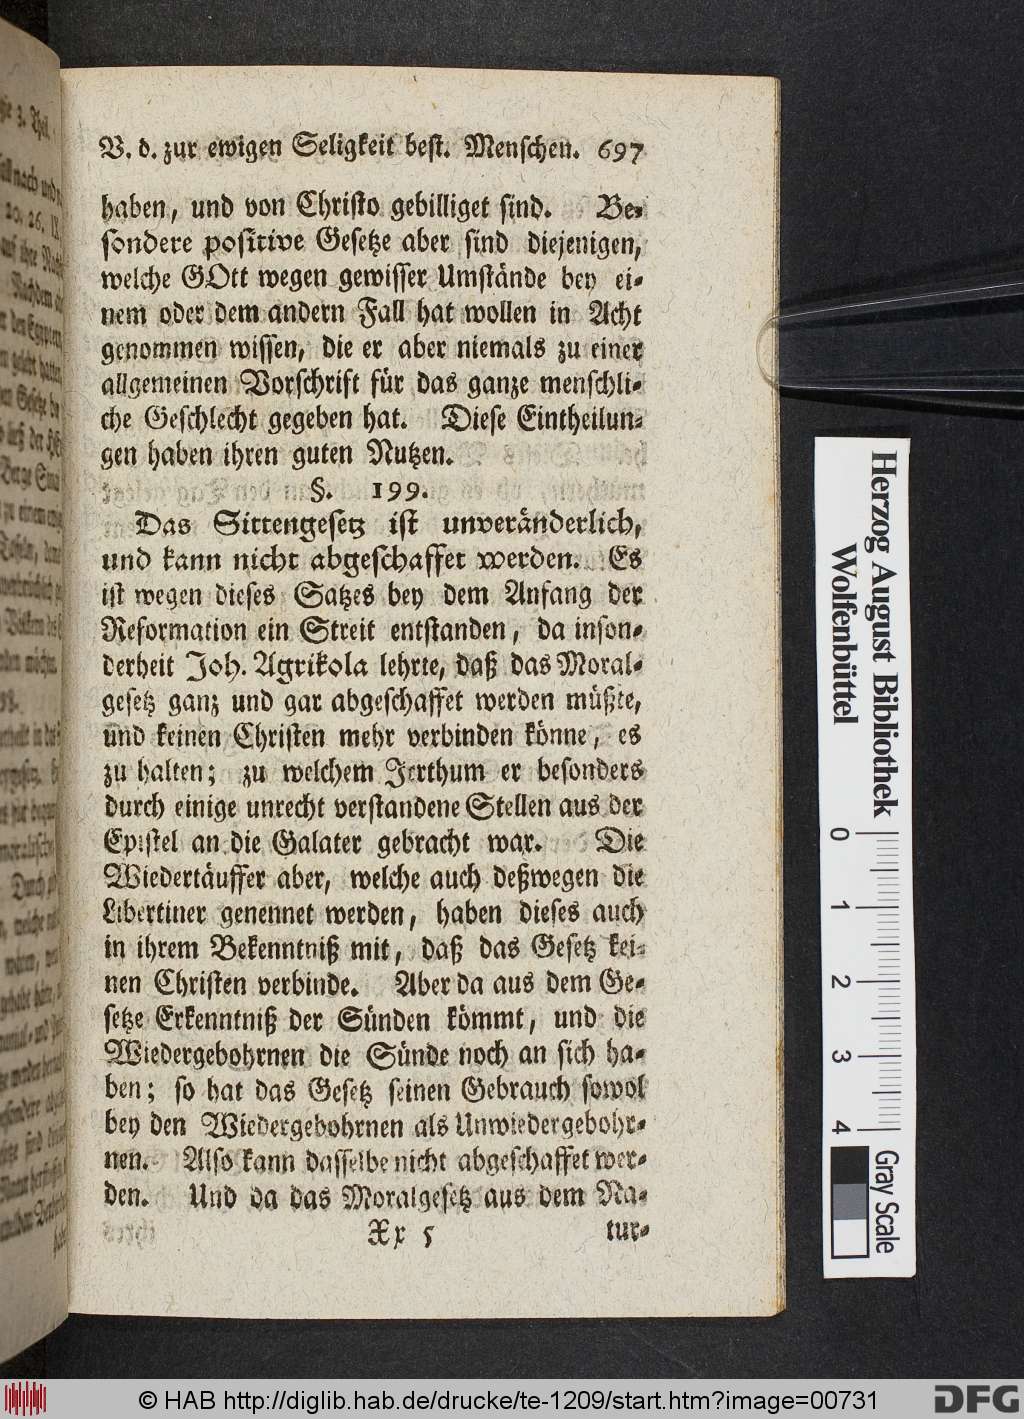 V. d. zur ewigen Seligkeit best. Menschen. 697
haben, und von Christo gebilliget sind. Be-
sondere positive Gesetze aber sind diejenigen,
welche GOtt wegen gewisser Umstände bey ei-
nem oder dem andern Fall hat wollen in Acht
genommen wissen, die er aber niemals zu einer
allgemeinen Vorschrift für das ganze menschli-
che Geschlecht gegeben hat. Diese Eintheilun-
gen haben ihren guten Nutzen.
§. 199.
Das Sittengesetz ist unveränderlich,
und kann nicht abgeschaffet werden. Es
ist wegen dieses Satzes bey dem Anfang der
Reformation ein Streit entstanden, da inson-
derheit Joh. Agrikola lehrte, daß das Moral-
gesetz ganz und gar abgeschaffet werden müßte,
und keinen Christen mehr verbinden könne, es
zu halten; zu welchem Irrthum er besonders
durch einige unrecht verstandene Stellen aus der
Epistel an die Galater gebracht war. Die
Wiedertäuffer aber, welche auch deßwegen die
Libertiner genennet werden, haben dieses auch
in ihrem Bekenntniß mit, daß das Gesetz kei-
nen Christen verbinde. Aber da aus dem Ge-
setze Erkenntniß der Sünden kömmt, und die
Wiedergebohrnen die Sünde noch an sich ha-
ben; so hat das Gesetz seinen Gebrauch sowol
bey den Wiedergebohrnen als Unwiedergebohr-
nen. Also kann dasselbe nicht abgeschaffet wer-
den. Und da das Moralgesetz aus dem Na-
Xx 5 tur-
Herzog August Bibliothek
Wolfenbüttel
0 1 2 3 4
Gray Scale
© HAB http://diglib.hab.de/drucke/te-1209/start.htm?image=00731
DFG